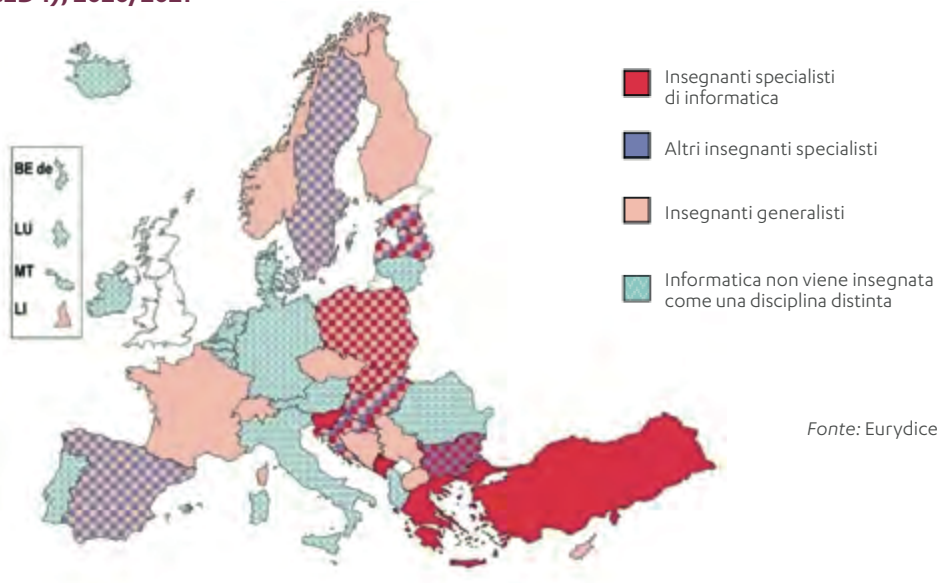 Insegnanti specialisti
di informatica
Altri insegnanti specialisti
Insegnanti generalisti
Informatica non viene insegnata
come una disciplina distinta
BE de
LU
MT
LI
Fonte: Eurydice